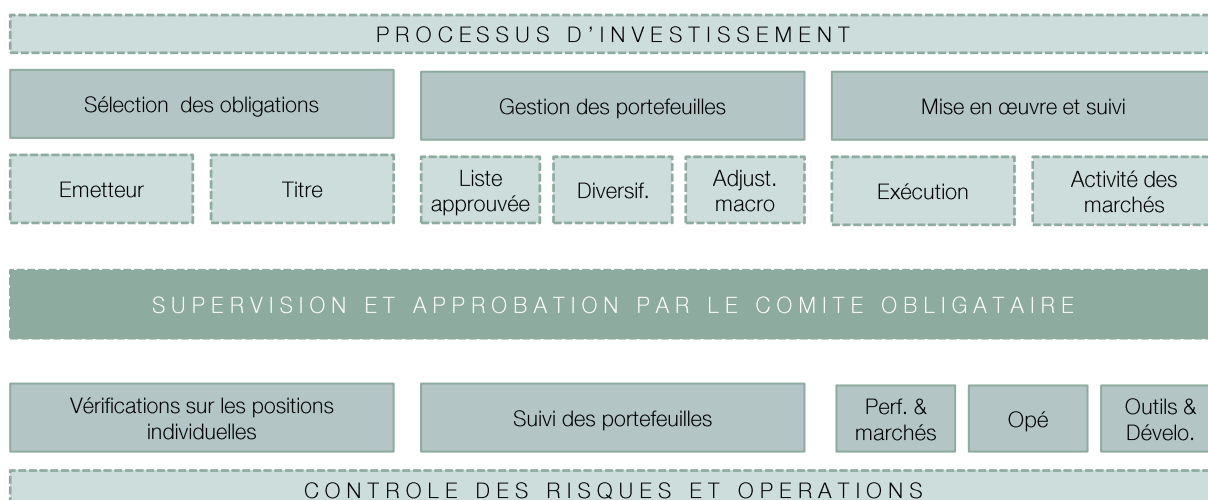 PROCESSUS D'INVESTISSEMENT
Sélection des obligations
Gestion des portefeuilles
Mise en œuvre et suivi
Emetteur
Titre
Liste
approuvée
Diversif.
Adjust.
macro
Exécution
Activité des
marchés
SUPERVISION ET APPROBATION PAR LE COMITE OBLIGATAIRE
Vérifications sur les positions
individuelles
Suivi des portefeuilles
Perf. &
marchés
Opé
Outils &
Dévelo.
CONTROLE DES RISQUES ET OPERATIONS